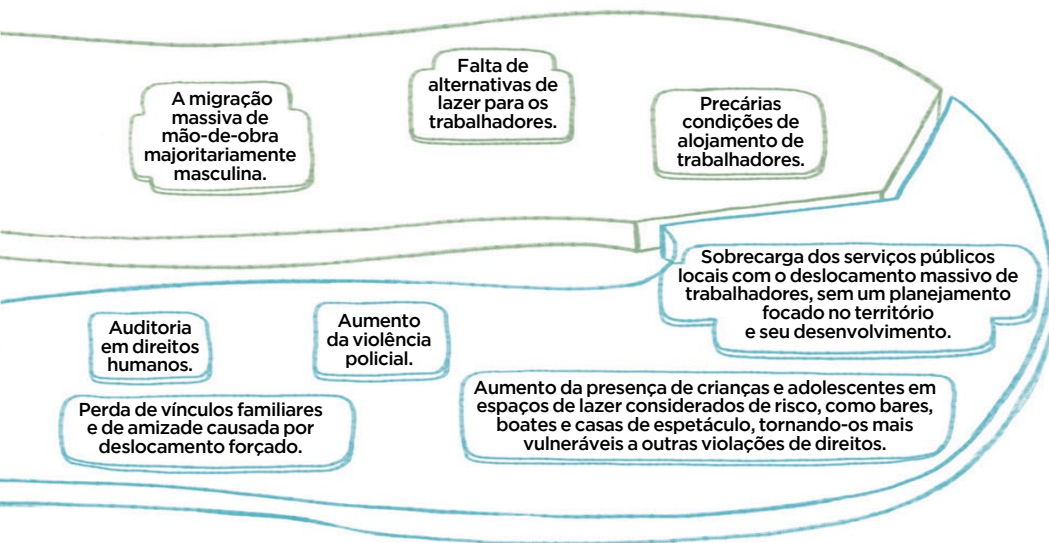 A migração
massiva de
mão-de-obra
majoritariamente
masculina.
Falta de
alternativas de
lazer para os
trabalhadores.
Precárias
condições de
alojamento de
trabalhadores.
Sobrecarga dos serviços públicos
locais com o deslocamento massivo de
trabalhadores, sem um planejamento
focado no território
e seu desenvolvimento.
Auditoria
em direitos
humanos.
Aumento
da violência
policial.
Perda de vínculos familiares
e de amizade causada por
deslocamento forçado.
Aumento da presença de crianças e adolescentes em
espaços de lazer considerados de risco, como bares,
boates e casas de espetáculo, tornando-os mais
vulneráveis a outras violações de direitos.